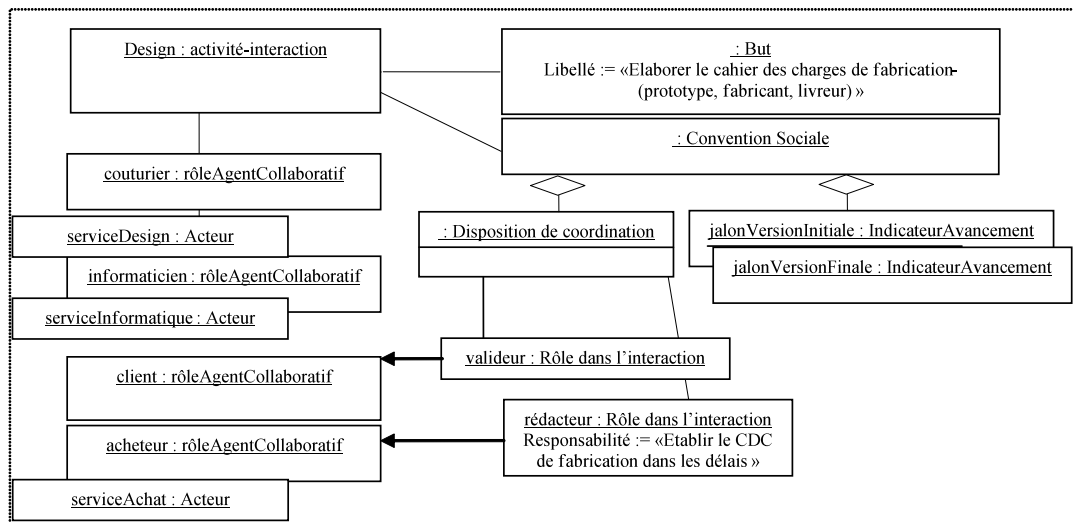 Design : activité-interaction
: But
Libellé := «Elaborer le cahier des charges de fabrication-
(prototype, fabricant, livreur) »
: Convention Sociale
couturier : rôleAgentCollaboratif
serviceDesign : Acteur
: Disposition de coordination
jalonVersionInitiale : IndicateurAvancement
jalonVersionFinale : IndicateurAvancement
informaticien : rôleAgentCollaboratif
serviceInformatique : Acteur
valideur : Rôle dans l’interaction
client : rôleAgentCollaboratif
rédacteur : Rôle dans l’interaction
Responsabilité := «Etablir le CDC
de fabrication dans les délais »
acheteur : rôleAgentCollaboratif
serviceAchat : Acteur